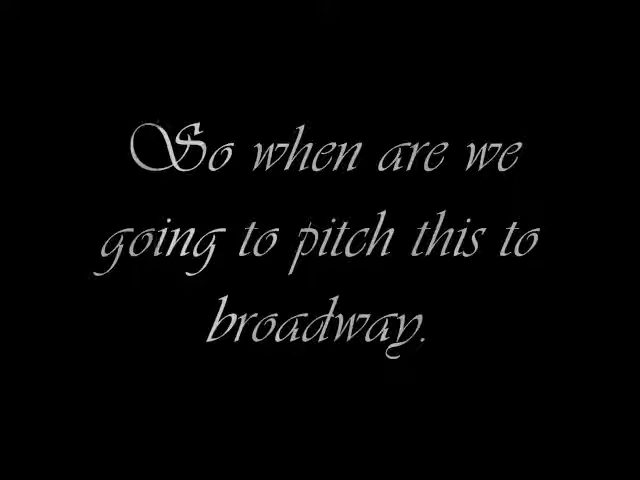 So when are we
going to pitch this to
broadway.